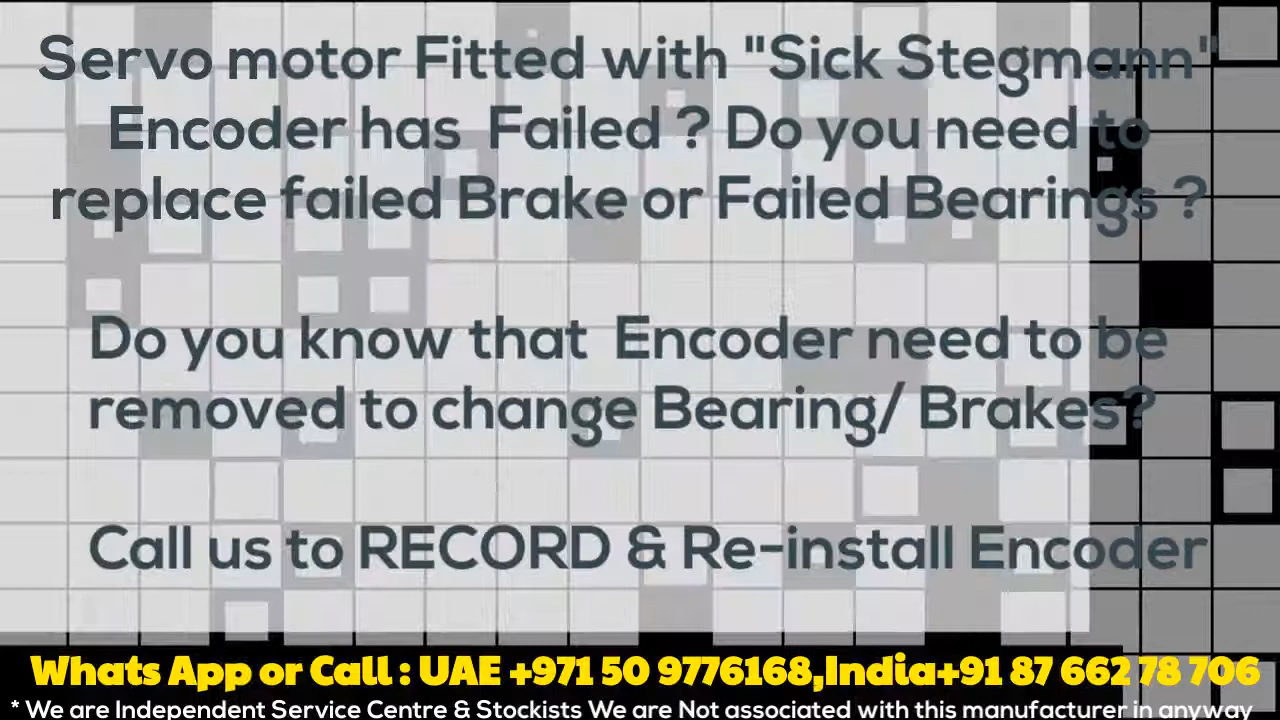 Servo motor Fitted with "Sick Stegmann"
Encoder has Failed ? Do you need to
replace failed Brake or Failed Bearings ?
Do you know that Encoder need to be
removed to change Bearing/ Brakes?
Call us to RECORD & Re-install Encoder
Whats App or Call : UAE +971 50 9776168,India+91 87 662 78 706
* We are Independent Service Centre & Stockists We are Not associated with this manufacturer in anyway